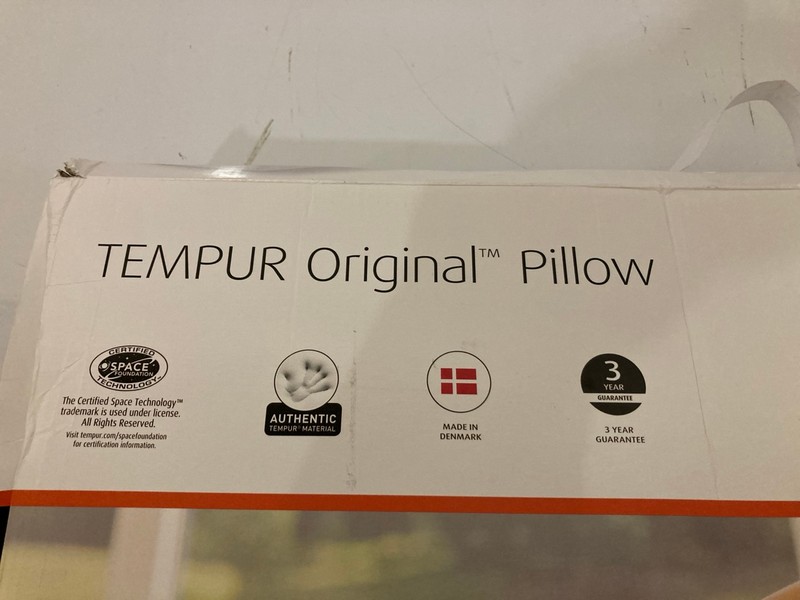 TEMPUR Original™ Pillow
CERTIFIED
SPACE
FOUNDATION
TECHNOLOGY™
The Certified Space Technology™
trademark is used under license.
All Rights Reserved.
Visit tempur.com/spacefoundation
for certification information.
AUTHENTIC
TEMPUR® MATERIAL
MADE IN
DENMARK
3
YEAR
GUARANTEE
3 YEAR
GUARANTEE